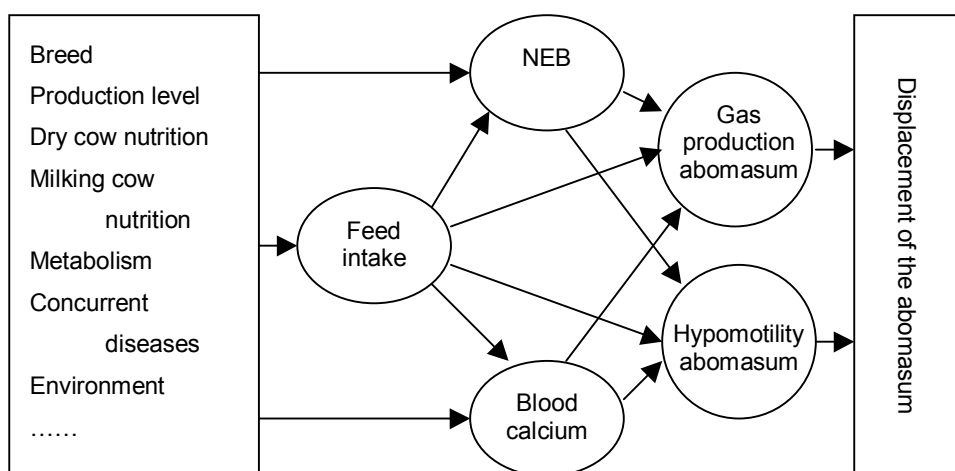 Breed
Production level
Dry cow nutrition
Milking cow
nutrition
Metabolism
Concurrent
diseases
Environment
……
Feed
intake
NEB
Blood
calcium
Gas
production
abomasum
Hypomotility
abomasum
Displacement of the abomasum